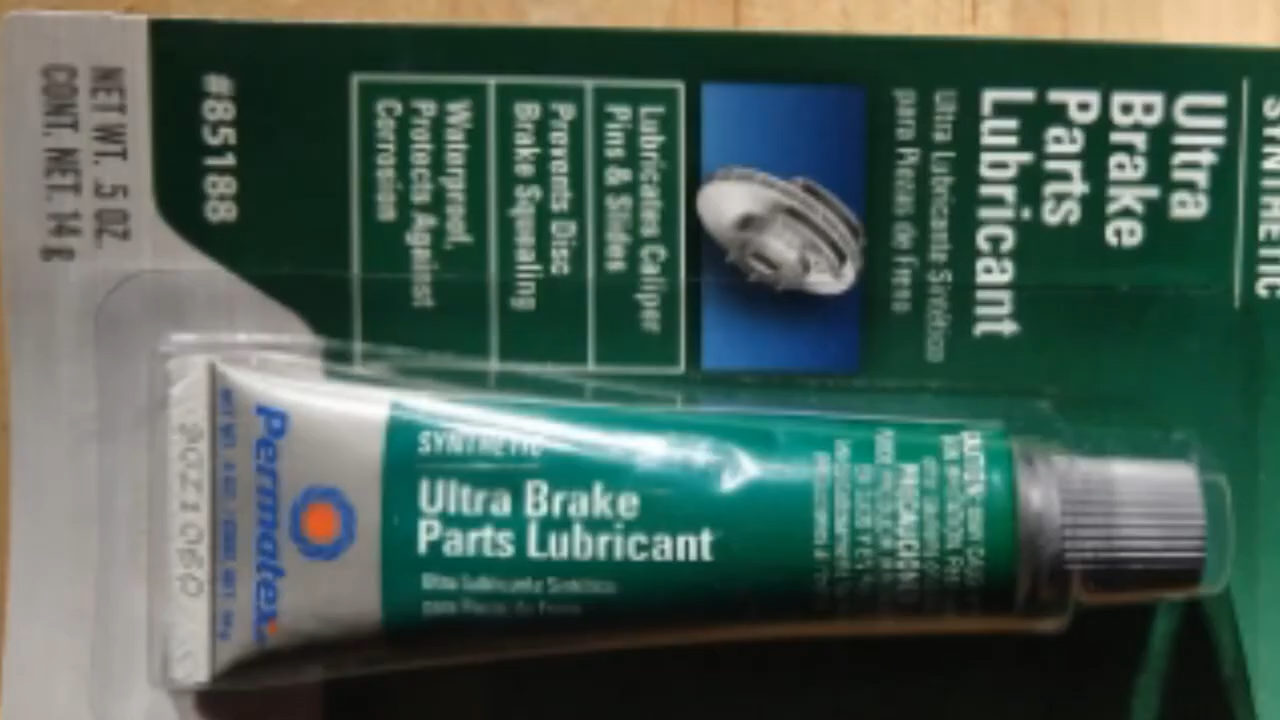 SYNTHETIC
Ultra
Brake
Parts
Lubricant
Ultra Lubricante Sintético
para Piezas de Freno
Lubricates Caliper
Pins & Slides
Prevents Disc
Brake Squealing
Waterproof,
Protects Against
Corrosion
#85188
NET WT. .5 OZ.
CONT. NET. 14 g
Permatex
SYNTHETIC
Ultra Brake
Parts Lubricant
Ultra Lubricante Sintético
para Piezas de Freno